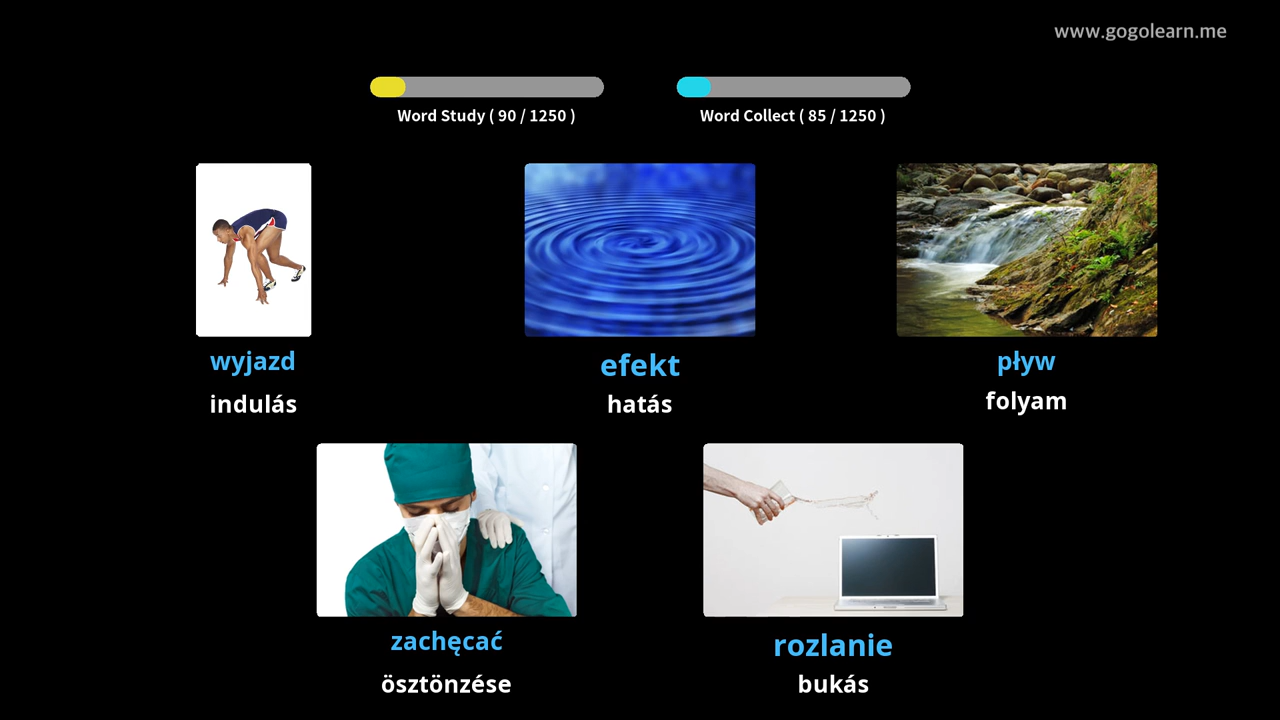 www.gogolearn.me
Word Study ( 90 / 1250 )
Word Collect ( 85 / 1250 )
wyjazd
indulás
efekt
hatás
pływ
folyam
zachęcać
ösztönzése
rozlanie
bukás